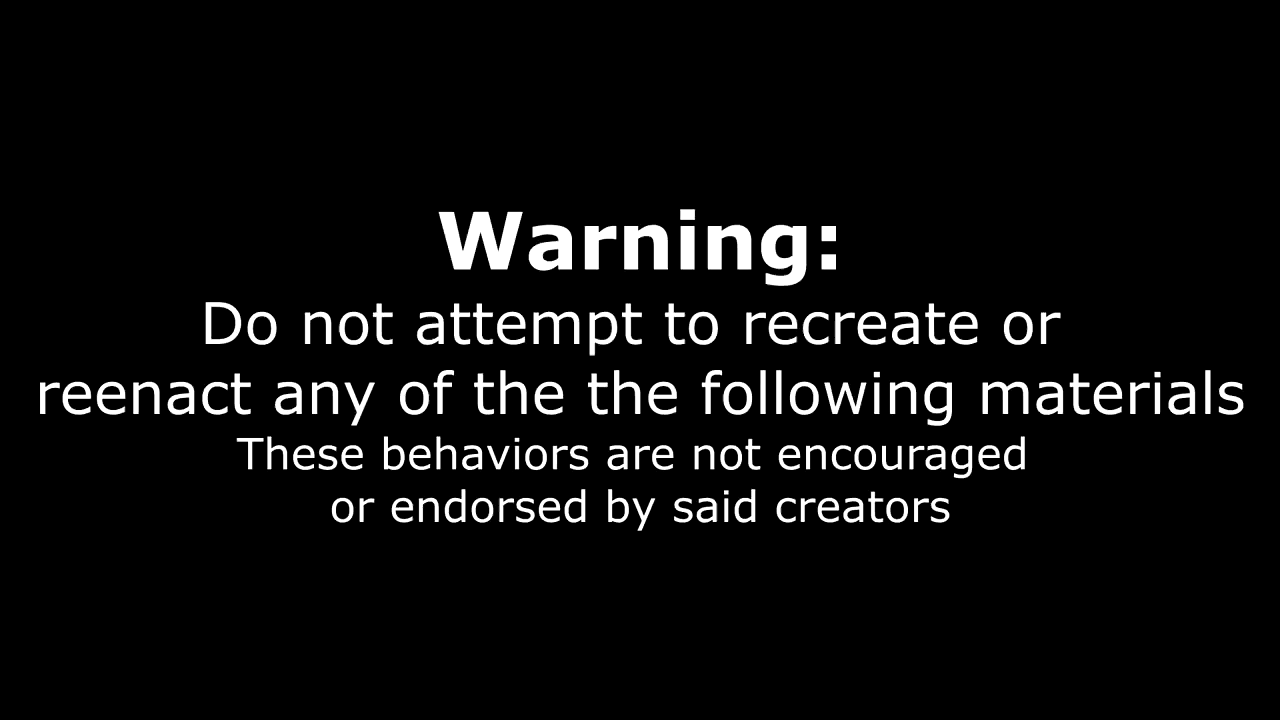 Warning:
Do not attempt to recreate or
reenact any of the the following materials
These behaviors are not encouraged
or endorsed by said creators